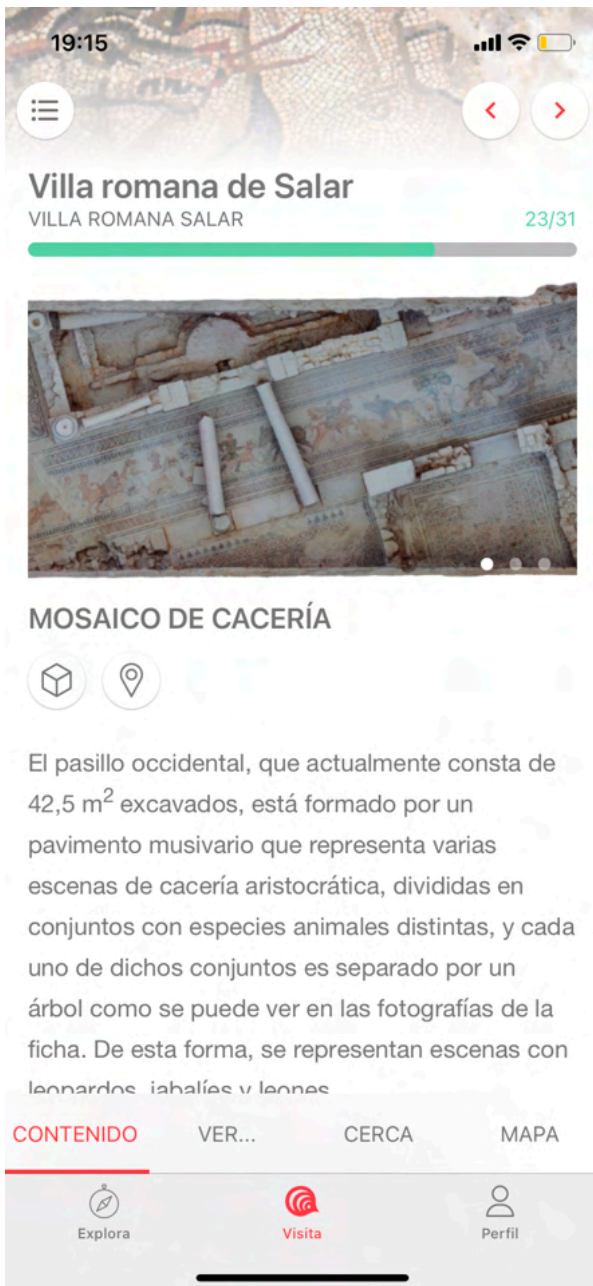 19:15
Villa romana de Salar
VILLA ROMANA SALAR
23/31
MOSAICO DE CACERÍA
El pasillo occidental, que actualmente consta de
42,5 m² excavados, está formado por un
pavimento musivario que representa varias
escenas de cacería aristocrática, divididas en
conjuntos con especies animales distintas, y cada
uno de dichos conjuntos es separado por un
árbol como se puede ver en las fotografías de la
ficha. De esta forma, se representan escenas con
leopardos, jabalíes y leones
CONTENIDO VER... CERCA MAPA
Explora Visita Perfil